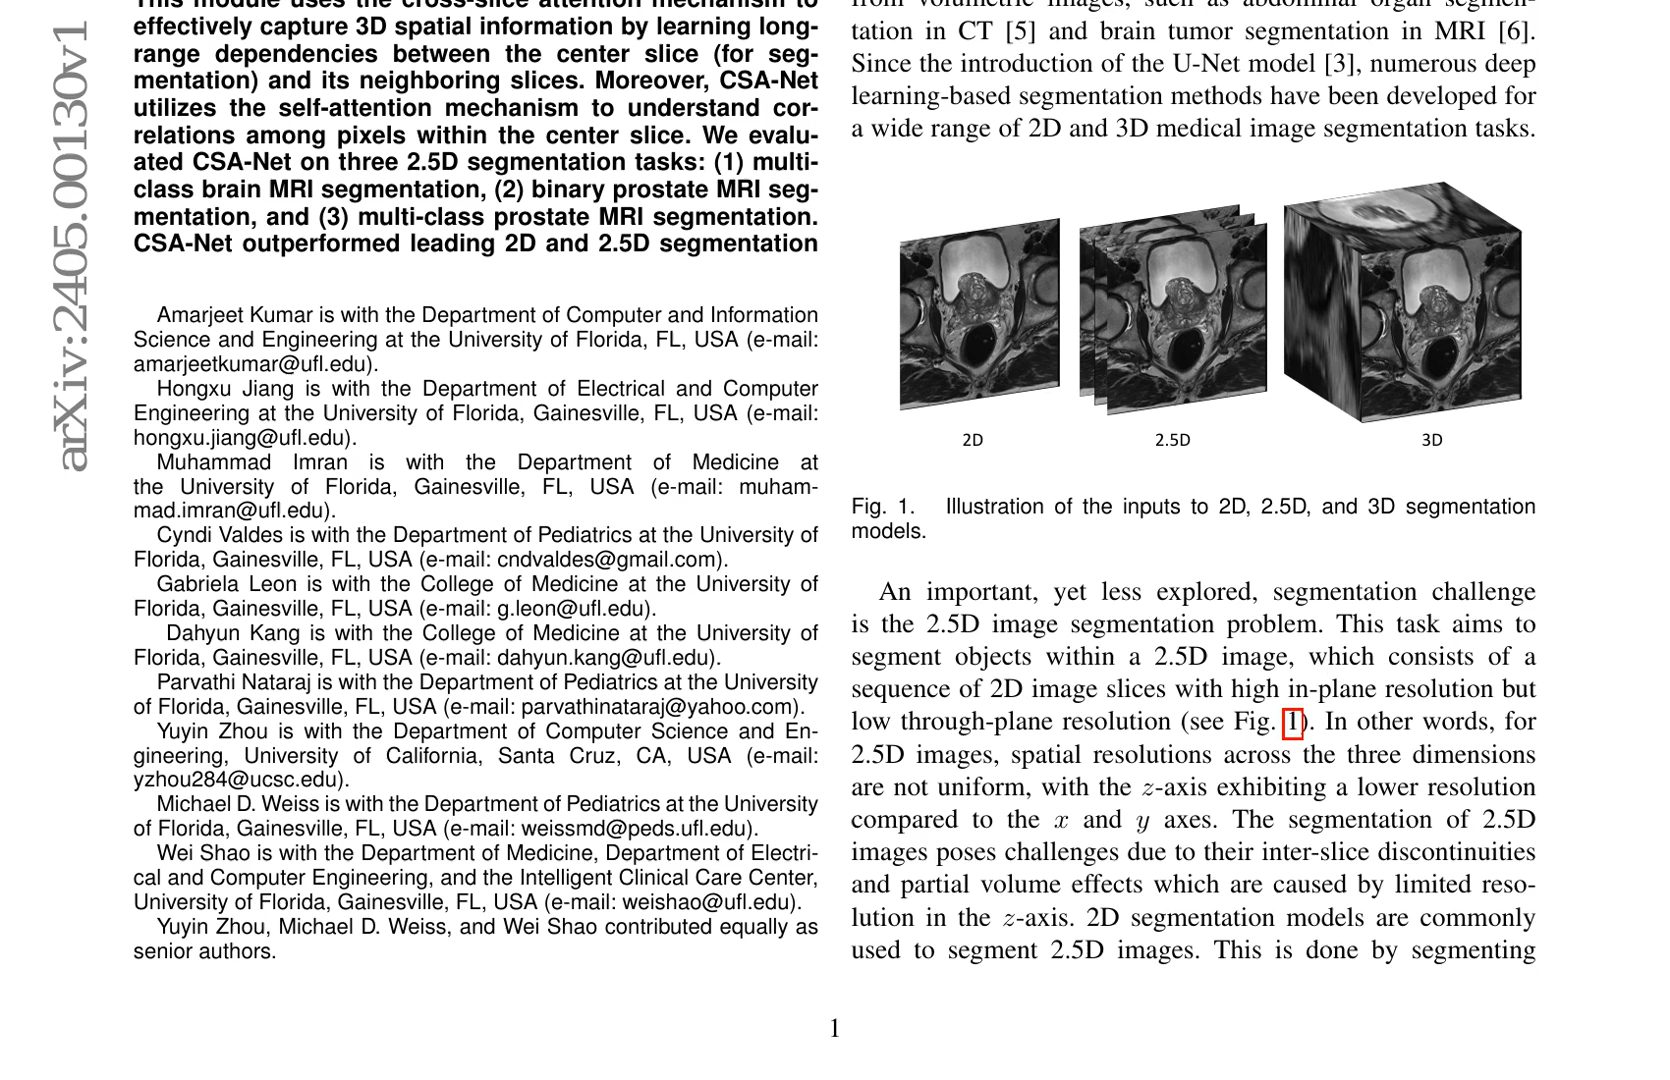 arXiv:2405.00130v1
This module uses the cross-slice attention mechanism to
effectively capture 3D spatial information by learning long-
range dependencies between the center slice (for seg-
mentation) and its neighboring slices. Moreover, CSA-Net
utilizes the self-attention mechanism to understand cor-
relations among pixels within the center slice. We evalu-
ated CSA-Net on three 2.5D segmentation tasks: (1) multi-
class brain MRI segmentation, (2) binary prostate MRI seg-
mentation, and (3) multi-class prostate MRI segmentation.
CSA-Net outperformed leading 2D and 2.5D segmentation
Amarjeet Kumar is with the Department of Computer and Information
Science and Engineering at the University of Florida, FL, USA (e-mail:
amarjeetkumar@ufl.edu).
Hongxu Jiang is with the Department of Electrical and Computer
Engineering at the University of Florida, Gainesville, FL, USA (e-mail:
hongxu.jiang@ufl.edu).
Muhammad Imran is with the Department of Medicine at
the University of Florida, Gainesville, FL, USA (e-mail: muham-
mad.imran@ufl.edu).
Cyndi Valdes is with the Department of Pediatrics at the University of
Florida, Gainesville, FL, USA (e-mail: cndvaldes@gmail.com).
Gabriela Leon is with the College of Medicine at the University of
Florida, Gainesville, FL, USA (e-mail: g.leon@ufl.edu).
Dahyun Kang is with the College of Medicine at the University of
Florida, Gainesville, FL, USA (e-mail: dahyun.kang@ufl.edu).
Parvathi Nataraj is with the Department of Pediatrics at the University
of Florida, Gainesville, FL, USA (e-mail: parvathinataraj@yahoo.com).
Yuyin Zhou is with the Department of Computer Science and En-
gineering, University of California, Santa Cruz, CA, USA (e-mail:
yzhou284@ucsc.edu).
Michael D. Weiss is with the Department of Pediatrics at the University
of Florida, Gainesville, FL, USA (e-mail: weissmd@peds.ufl.edu).
Wei Shao is with the Department of Medicine, Department of Electri-
cal and Computer Engineering, and the Intelligent Clinical Care Center,
University of Florida, Gainesville, FL, USA (e-mail: weishao@ufl.edu).
Yuyin Zhou, Michael D. Weiss, and Wei Shao contributed equally as
senior authors.
from volumetric images, such as abdominal organ segmen-
tation in CT [5] and brain tumor segmentation in MRI [6].
Since the introduction of the U-Net model [3], numerous deep
learning-based segmentation methods have been developed for
a wide range of 2D and 3D medical image segmentation tasks.
2D
2.5D
3D
Fig. 1. Illustration of the inputs to 2D, 2.5D, and 3D segmentation
models.
An important, yet less explored, segmentation challenge
is the 2.5D image segmentation problem. This task aims to
segment objects within a 2.5D image, which consists of a
sequence of 2D image slices with high in-plane resolution but
low through-plane resolution (see Fig. 1). In other words, for
2.5D images, spatial resolutions across the three dimensions
are not uniform, with the z-axis exhibiting a lower resolution
compared to the x and y axes. The segmentation of 2.5D
images poses challenges due to their inter-slice discontinuities
and partial volume effects which are caused by limited reso-
lution in the z-axis. 2D segmentation models are commonly
used to segment 2.5D images. This is done by segmenting
1